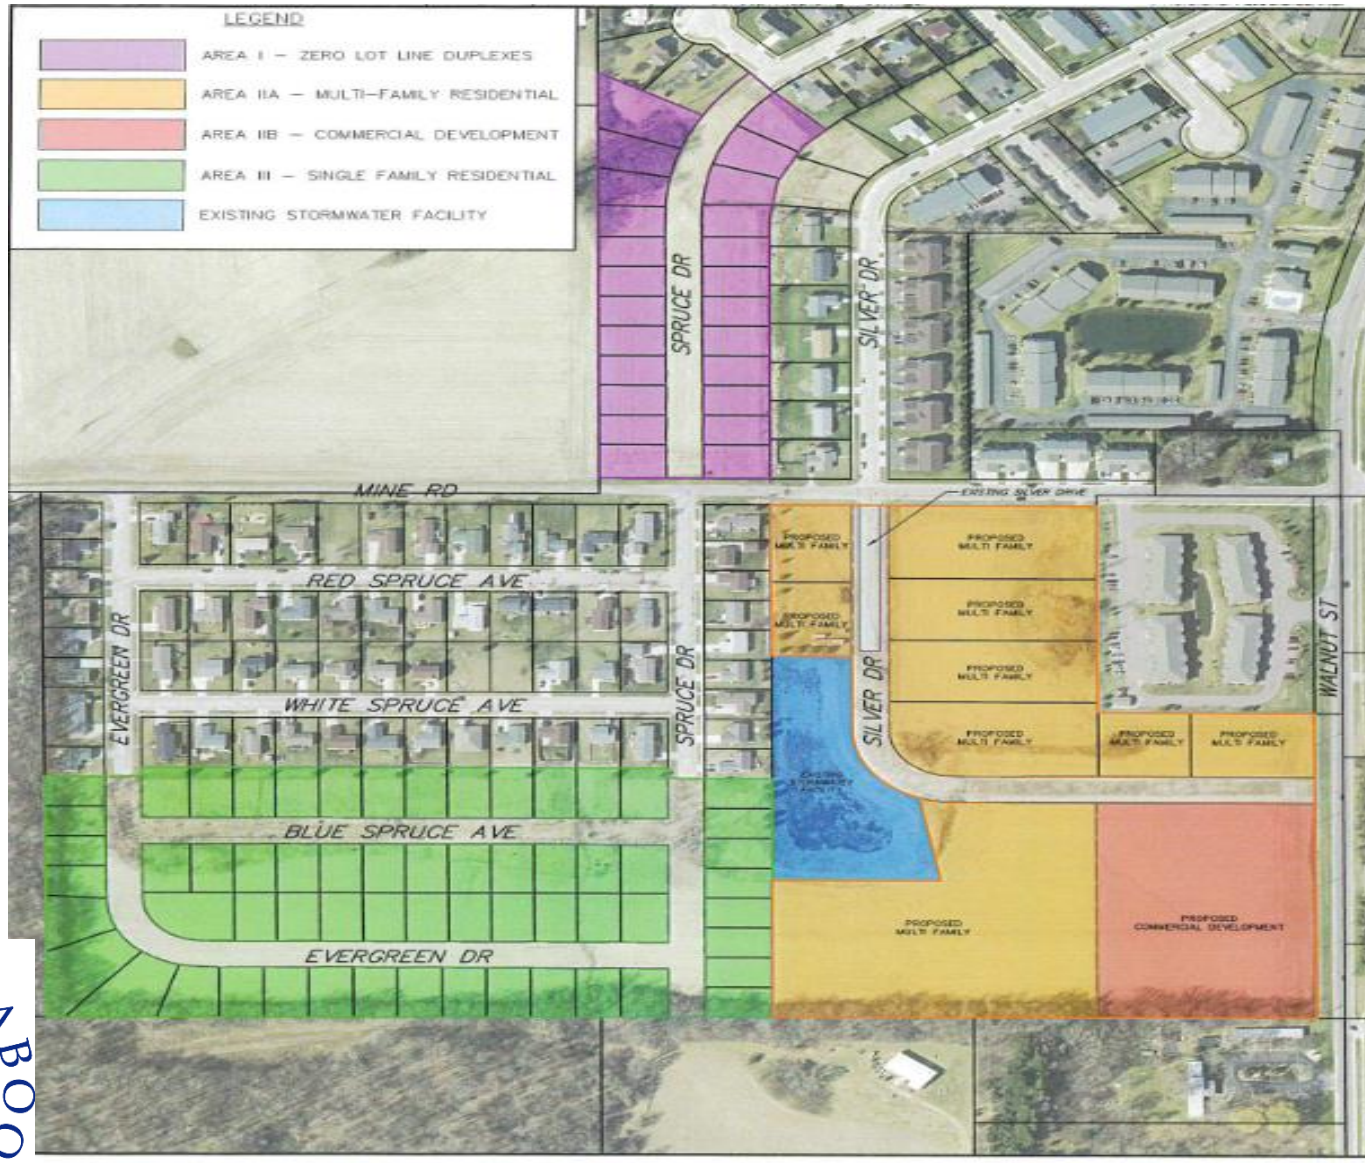 LEGEND
AREA I – ZERO LOT LINE DUPLEXES
AREA IIA – MULTI-FAMILY RESIDENTIAL
AREA IIB – COMMERCIAL DEVELOPMENT
AREA III – SINGLE FAMILY RESIDENTIAL
EXISTING STORMWATER FACILITY
SPRUCE DR
SILVER DR
MINE RD
EXISTING SILVER DRIVE
PROPOSED
MULTI FAMILY
PROPOSED
MULTI FAMILY
RED SPRUCE AVE
PROPOSED
MULTI FAMILY
PROPOSED
MULTI FAMILY
EVERGREEN DR
SPRUCE DR
SILVER DR
WALNUT ST
PROPOSED
MULTI FAMILY
WHITE SPRUCE AVE
PROPOSED
MULTI FAMILY
PROPOSED
MULTI FAMILY
PROPOSED
MULTI FAMILY
EXISTING
STORMWATER
FACILITY
BLUE SPRUCE AVE
PROPOSED
MULTI FAMILY
PROPOSED
COMMERCIAL DEVELOPMENT
EVERGREEN DR
ABOO